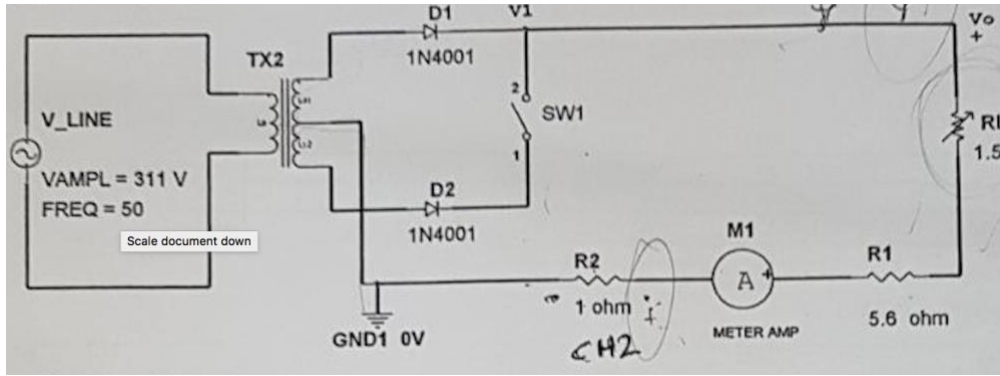 D1
V1
Vo
+
1N4001
TX2
V_LINE
2
SW1
1
RL
1.5
VAMPL = 311 V
FREQ = 50
D2
Scale document down
1N4001
M1
R2
A +
R1
1 ohm
5.6 ohm
METER AMP
GND1 0V
CH2